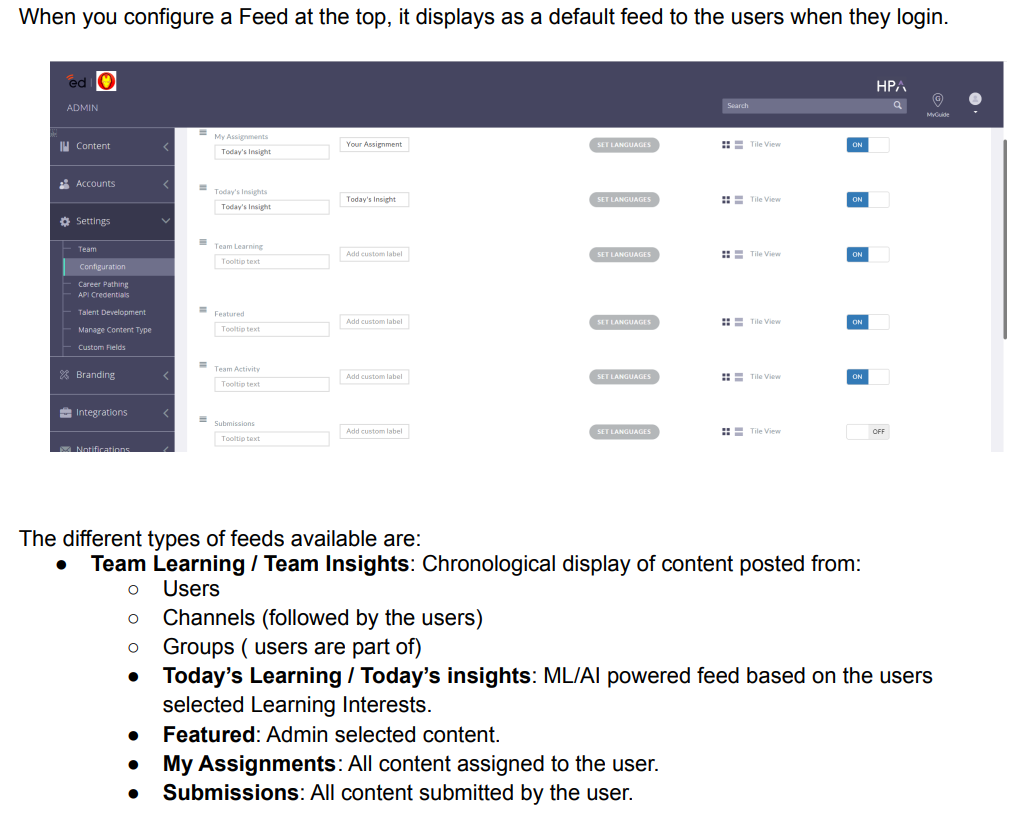 When you configure a Feed at the top, it displays as a default feed to the users when they login.
ed
ADMIN
HPA
Search
MyGuide
Content
Accounts
Settings
Team
Configuration
Career Pathing
API Credentials
Talent Development
Manage Content Type
Custom Fields
Branding
Integrations
Notifications
My Assignments
Today's Insight
Your Assignment
SET LANGUAGES
Tile View
ON
Today's Insights
Today's Insight
Today's Insight
SET LANGUAGES
Tile View
ON
Team Learning
Tooltip text
Add custom label
SET LANGUAGES
Tile View
ON
Featured
Tooltip text
Add custom label
SET LANGUAGES
Tile View
ON
Team Activity
Tooltip text
Add custom label
SET LANGUAGES
Tile View
ON
Submissions
Tooltip text
Add custom label
SET LANGUAGES
Tile View
OFF
The different types of feeds available are:
● Team Learning / Team Insights: Chronological display of content posted from:
○ Users
○ Channels (followed by the users)
○ Groups ( users are part of)
● Today's Learning / Today's insights: ML/AI powered feed based on the users
selected Learning Interests.
● Featured: Admin selected content.
● My Assignments: All content assigned to the user.
● Submissions: All content submitted by the user.